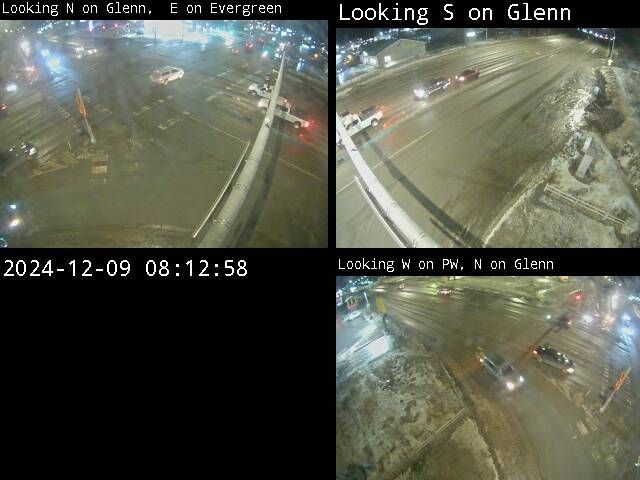 Looking N on Glenn,  E on Evergreen
Looking S on Glenn
2024-12-09 08:12:58
Looking W on PW, N on Glenn